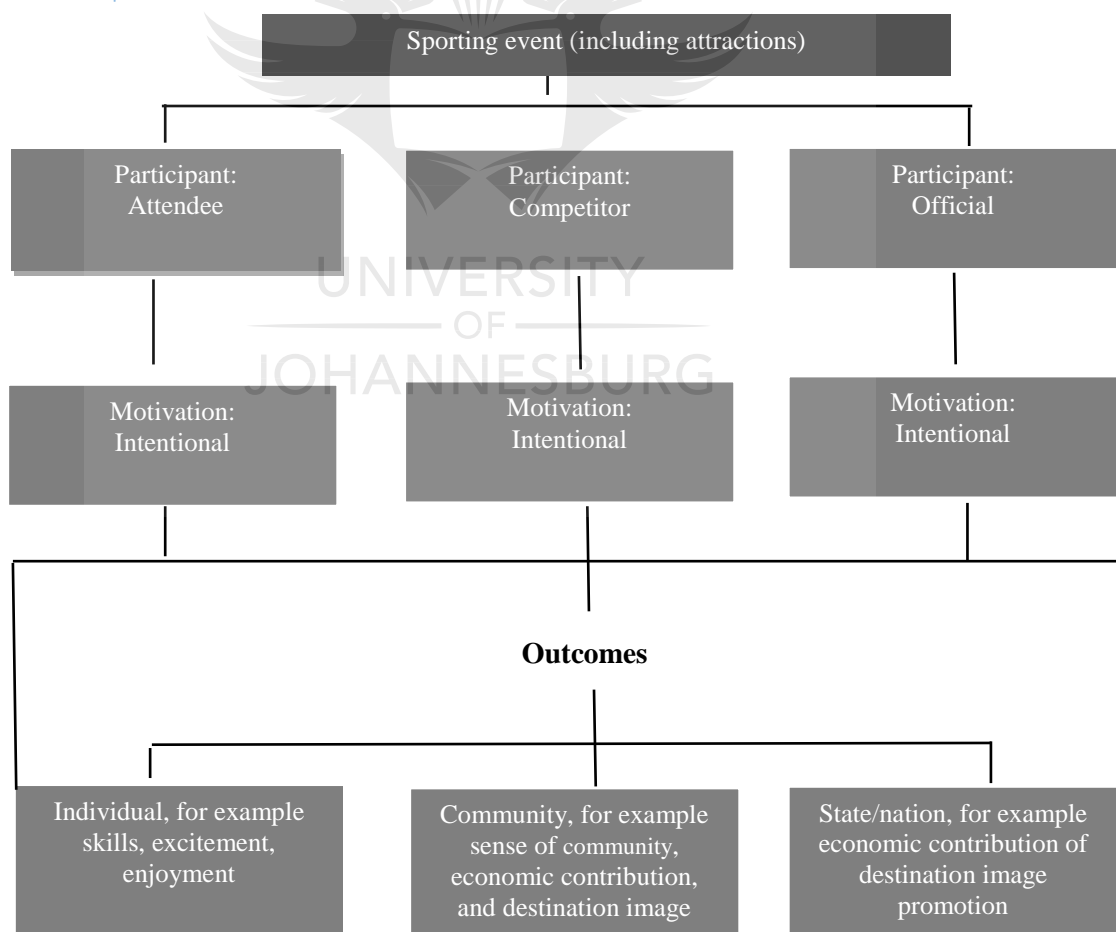 Sporting event (including attractions)
Participant:
Attendee
Participant:
Competitor
Participant:
Official
UNIVERSITY
OF
JOHANNESBURG
Motivation:
Intentional
Motivation:
Intentional
Motivation:
Intentional
Outcomes
Individual, for example
skills, excitement,
enjoyment
Community, for example
sense of community,
economic contribution,
and destination image
State/nation, for example
economic contribution of
destination image
promotion